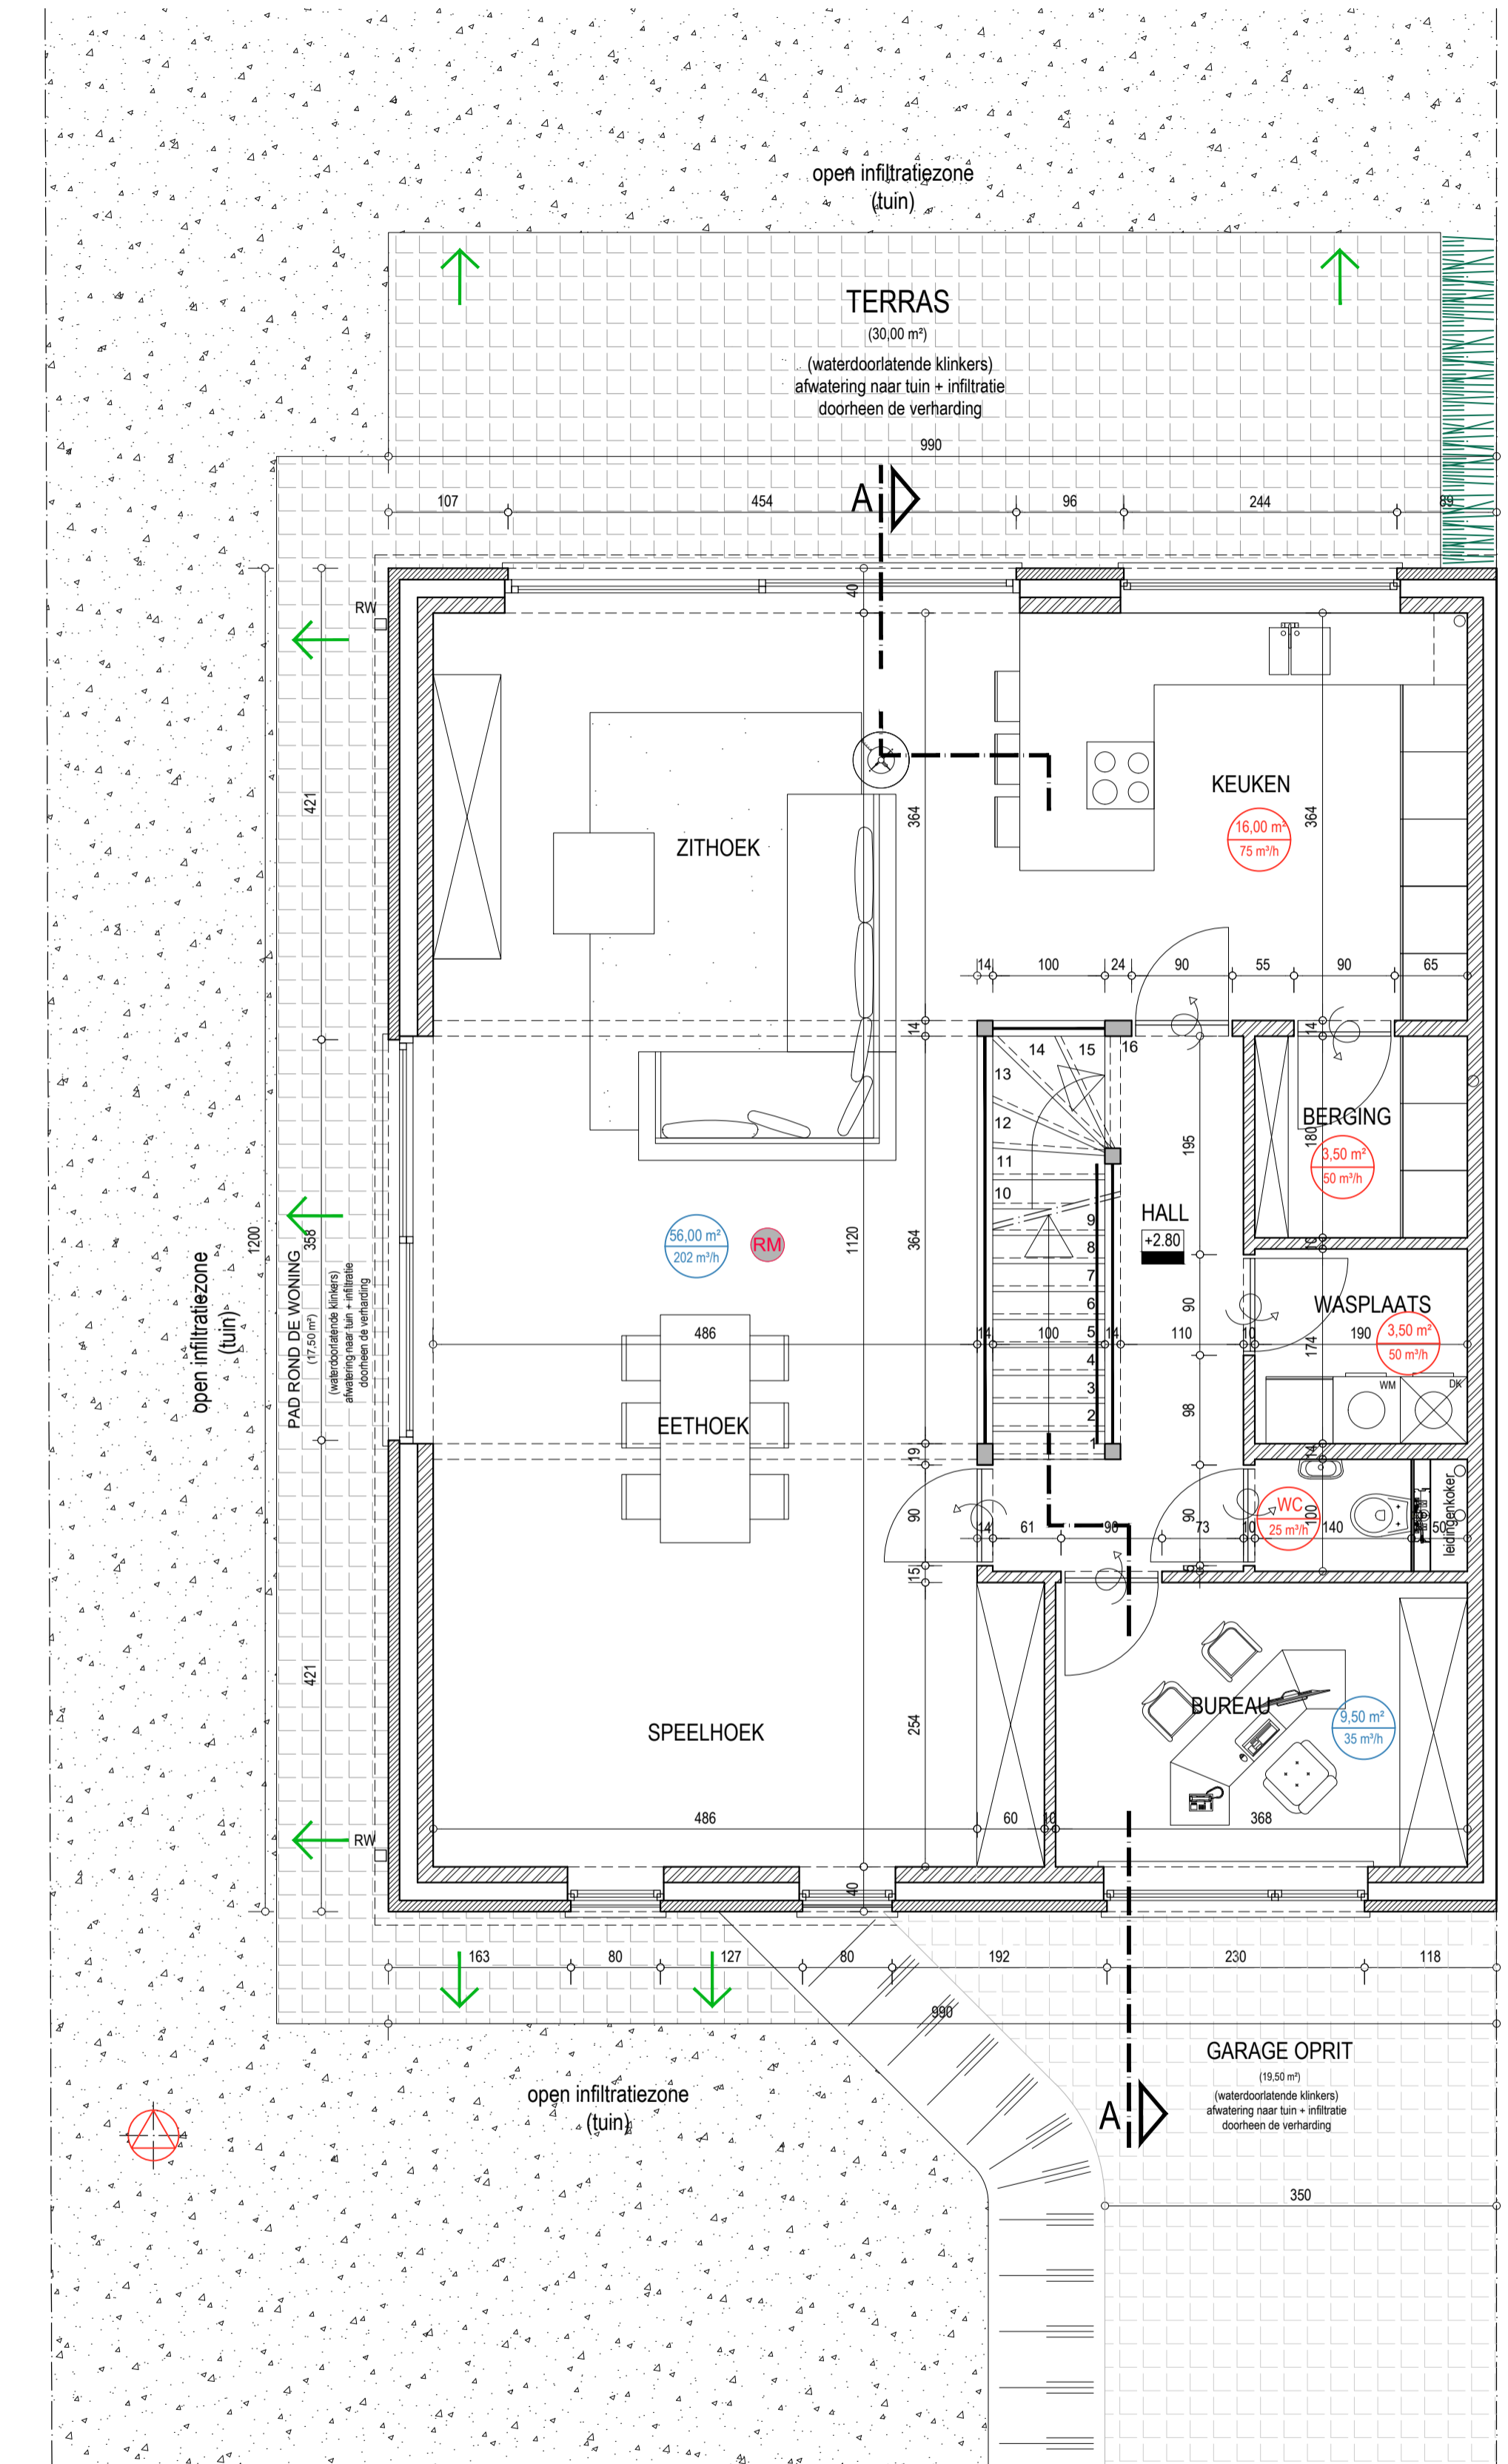 open infiltratiezone
(tuin)
TERRAS
(30,00 m²)
(waterdoorlatende klinkers)
afwatering naar tuin + infiltratie
doorheen de verharding
990
107
454
A
96
244
89
RW
40
421
ZITHOEK
364
KEUKEN
16,00 m²
75 m³/h
364
14
100
24
90
55
90
65
14
14
14
15
16
13
12
11
10
9
8
7
6
5
4
3
2
1
195
BERGING
180
3,50 m²
50 m³/h
HALL
+2.80
10
1200
358
56,00 m²
202 m³/h
RM
1120
364
open infiltratiezone
(tuin)
PAD ROND DE WONING
(17,50 m²)
(waterdoorlatende klinkers)
afwatering naar tuin + infiltratie
doorheen de verharding
90
WASPLAATS
3,50 m²
50 m³/h
486
14
100
14
110
10
190
174
WM
DK
98
EETHOEK
19
14
90
WC
25 m³/h
100
90
14
61
90
73
10
140
50
leidingenkoker
15
5
421
SPEELHOEK
254
BUREAU
9,50 m²
35 m³/h
486
60
10
368
RW
40
163
80
127
80
192
230
118
990
GARAGE OPRIT
(19,50 m²)
(waterdoorlatende klinkers)
afwatering naar tuin + infiltratie
doorheen de verharding
open infiltratiezone
(tuin)
A
350